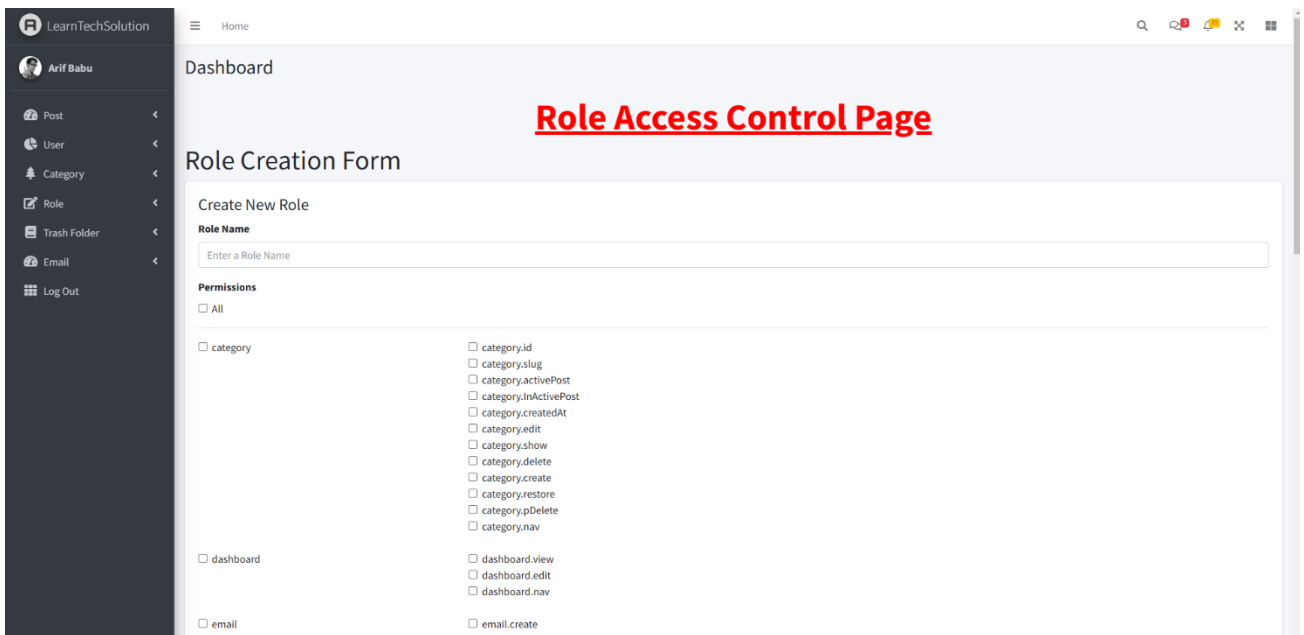 LearnTechSolution
Home
3
15
Arif Babu
Post
User
Category
Role
Trash Folder
Email
Log Out
Dashboard
Role Access Control Page
Role Creation Form
Create New Role
Role Name
Enter a Role Name
Permissions
All
category
category.id
category.slug
category.activePost
category.InActivePost
category.createdAt
category.edit
category.show
category.delete
category.create
category.restore
category.pDelete
category.nav
dashboard
dashboard.view
dashboard.edit
dashboard.nav
email
email.create